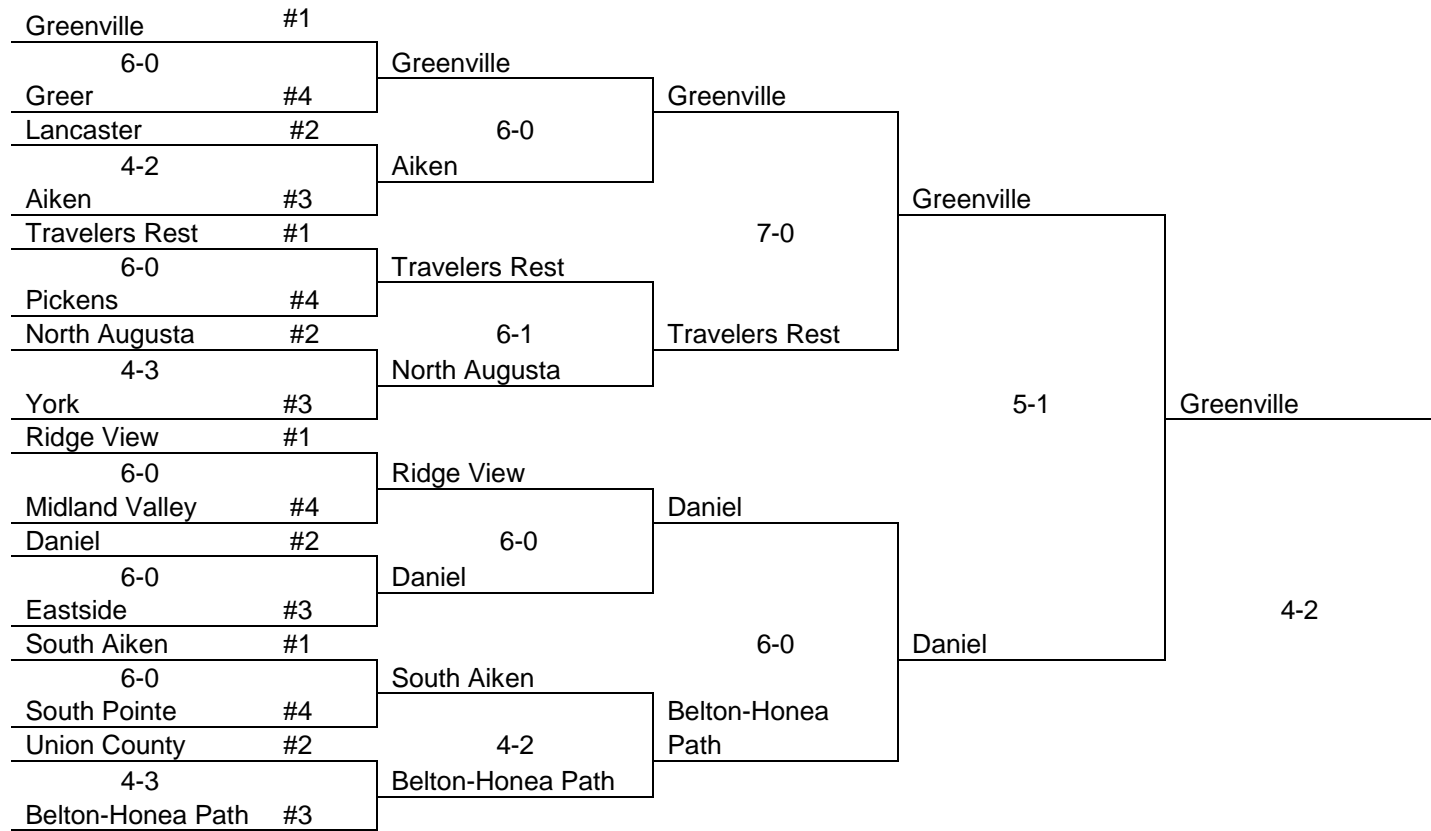 Greenville #1
6-0 Greenville
Greer #4 Greenville
Lancaster #2 6-0
4-2 Aiken
Aiken #3 Greenville
Travelers Rest #1 7-0
6-0 Travelers Rest
Pickens #4
North Augusta #2 6-1 Travelers Rest
4-3 North Augusta
York #3 5-1 Greenville
Ridge View #1
6-0 Ridge View
Midland Valley #4 Daniel
Daniel #2 6-0
6-0 Daniel
Eastside #3 4-2
South Aiken #1 6-0 Daniel
6-0 South Aiken
South Pointe #4 Belton-Honea
Union County #2 4-2 Path
4-3 Belton-Honea Path
Belton-Honea Path #3